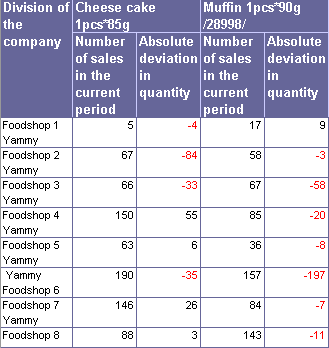 Division of the company Cheese cake 1pcs*85g Muffin 1pcs*90g /28998/
Number of sales in the current period Absolute deviation in quantity Number of sales in the current period Absolute deviation in quantity
Foodshop 1 Yammy 5 -4 17 9
Foodshop 2 Yammy 67 -84 58 -3
Foodshop 3 Yammy 66 -33 67 -58
Foodshop 4 Yammy 150 55 85 -20
Foodshop 5 Yammy 63 6 36 -8
Yammy Foodshop 6 190 -35 157 -197
Foodshop 7 Yammy 146 26 84 -7
Foodshop 8 88 3 143 -11